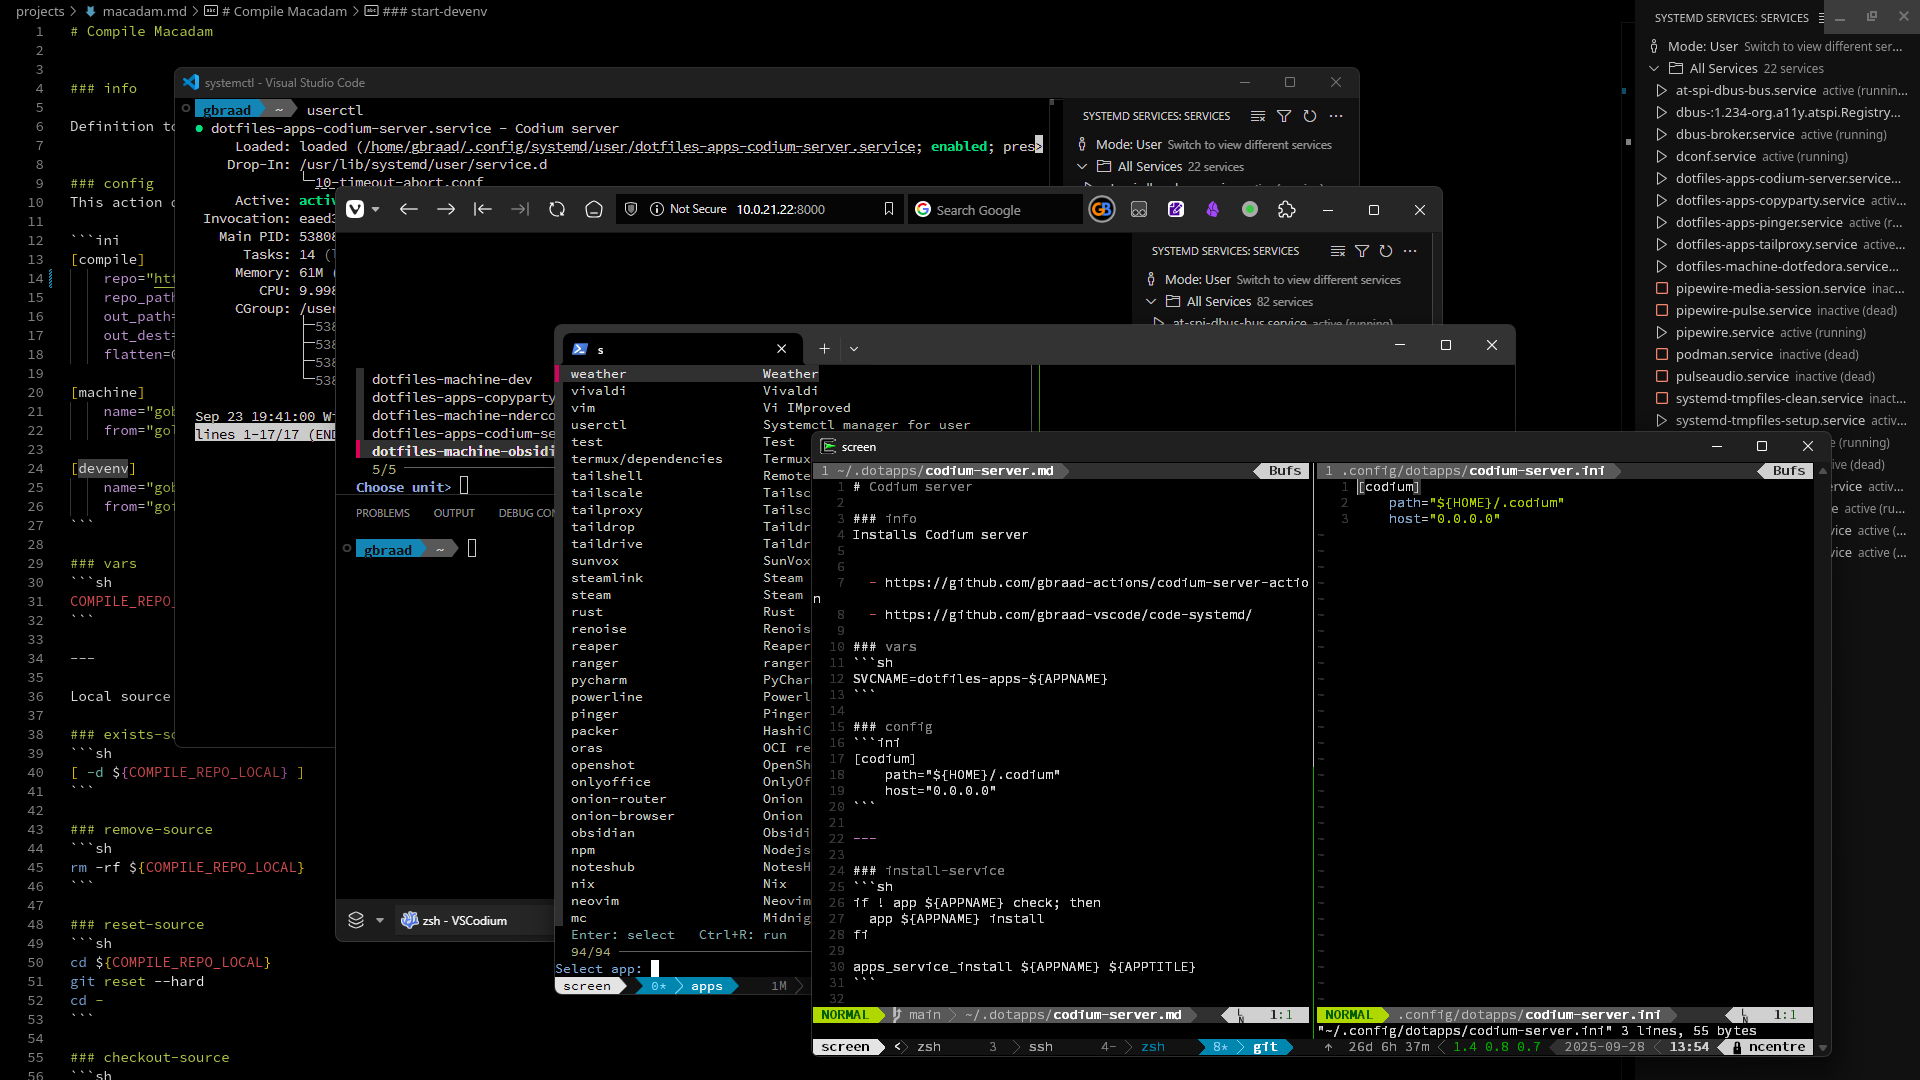 projects > macadam.md > # Compile Macadam > ### start-devenv
1 # Compile Macadam
2
3
4 ### info
5
6 Definition to
7
8
9 ### config
10 This action
11
12 ```ini
13 [compile]
14 repo="htt
15 repo_path
16 out_path=
17 out_dest=
18 flatten=
19
20 [machine]
21 name="gob
22 from="gol
23
24 [devenv]
25 name="gob
26 from="gol
27 ```
28
29 ### vars
30 ```sh
31 COMPILE_REPO_
32 ```
33
34 ---
35
36 Local source
37
38 ### exists-so
39 ```sh
40 [ -d ${COMPILE_REPO_LOCAL} ]
41 ```
42
43 ### remove-source
44 ```sh
45 rm -rf ${COMPILE_REPO_LOCAL}
46 ```
47
48 ### reset-source
49 ```sh
50 cd ${COMPILE_REPO_LOCAL}
51 git reset --hard
52 cd -
53 ```
54
55 ### checkout-source
56 ```sh
systemctl - Visual Studio Code
gbraad ~ userctl
● dotfiles-apps-codium-server.service - Codium server
Loaded: loaded (/home/gbraad/.config/systemd/user/dotfiles-apps-codium-server.service; enabled; pres>
Drop-In: /usr/lib/systemd/user/service.d
└─10-timeout-abort.conf
Active: acti
Invocation: eaed3
Main PID: 53808
Tasks: 14 (l
Memory: 61M (
CPU: 9.998
CGroup: /user
├─538
├─538
├─538
└─538
Sep 23 19:41:00
lines 1-17/17 (END
SYSTEMD SERVICES: SERVICES
Mode: User Switch to view different services
All Services 22 services
Not Secure 10.0.21.22:8000
Search Google
GB
SYSTEMD SERVICES: SERVICES
Mode: User Switch to view different services
All Services 82 services
at-spi-dbus-bus.service active (running)
dotfiles-machine-dev
dotfiles-apps-copyparty
dotfiles-machine-nderco
dotfiles-apps-codium-se
dotfiles-machine-obsidi
5/5
Choose unit>
PROBLEMS OUTPUT DEBUG CON
gbraad ~
zsh - VSCodium
s
weather Weather
vivaldi Vivaldi
vim Vi IMproved
userctl Systemctl manager for user
test Test
termux/dependencies Termux
tailshell Remote
tailscale Tailsc
tailproxy Tailsc
taildrop Taildr
taildrive Taildr
sunvox SunVox
steamlink Steam
steam Steam
rust Rust
renoise Renois
reaper Reaper
ranger ranger
pycharm PyChar
powerline Powerl
pinger Pinger
packer HashiC
oras OCI re
openshot OpenSh
onlyoffice OnlyOf
onion-router Onion
onion-browser Onion
obsidian Obsidi
npm Nodejs
noteshub NotesH
nix Nix
neovim Neovim
mc Midnig
Enter: select Ctrl+R: run
94/94
Select app:
screen 0* apps 1M
screen
1 ~/.dotapps/codium-server.md Bufs
1 # Codium server
2
3 ### info
4 Installs Codium server
5
6
7 - https://github.com/gbraad-actions/codium-server-actio
n
8 - https://github.com/gbraad-vscode/code-systemd/
9
10 ### vars
11 ```sh
12 SVCNAME=dotfiles-apps-${APPNAME}
13 ```
14
15 ### config
16 ```ini
17 [codium]
18 path="${HOME}/.codium"
19 host="0.0.0.0"
20 ```
21
22 ---
23
24 ### install-service
25 ```sh
26 if ! app ${APPNAME} check; then
27 app ${APPNAME} install
28 fi
29
30 apps_service_install ${APPNAME} ${APPTITLE}
31 ```
32
NORMAL main ~/.dotapps/codium-server.md 1:1
1 .config/dotapps/codium-server.ini Bufs
1 [codium]
2 path="${HOME}/.codium"
3 host="0.0.0.0"
NORMAL .config/dotapps/codium-server.ini 1:1
"~/.config/dotapps/codium-server.ini" 3 lines, 55 bytes
screen < zsh 3 > ssh 4- > zsh 8* git ↑ 26d 6h 37m < 1.4 0.8 0.7 2025-09-28 < 13:54 ncentre
SYSTEMD SERVICES: SERVICES
Mode: User Switch to view different ser...
All Services 22 services
at-spi-dbus-bus.service active (runnin...
dbus-:1.234-org.a11y.atspi.Registry...
dbus-broker.service active (running)
dconf.service active (running)
dotfiles-apps-codium-server.service...
dotfiles-apps-copyparty.service active...
dotfiles-apps-pinger.service active (r...
dotfiles-apps-tailproxy.service active...
dotfiles-machine-dotfedora.service...
pipewire-media-session.service inac...
pipewire-pulse.service inactive (dead)
pipewire.service active (running)
podman.service inactive (dead)
pulseaudio.service inactive (dead)
systemd-tmpfiles-clean.service inact...
systemd-tmpfiles-setup.service active...
(running)
(dead)
rvice activ...
active (ru...
vice active (...
vice active (...